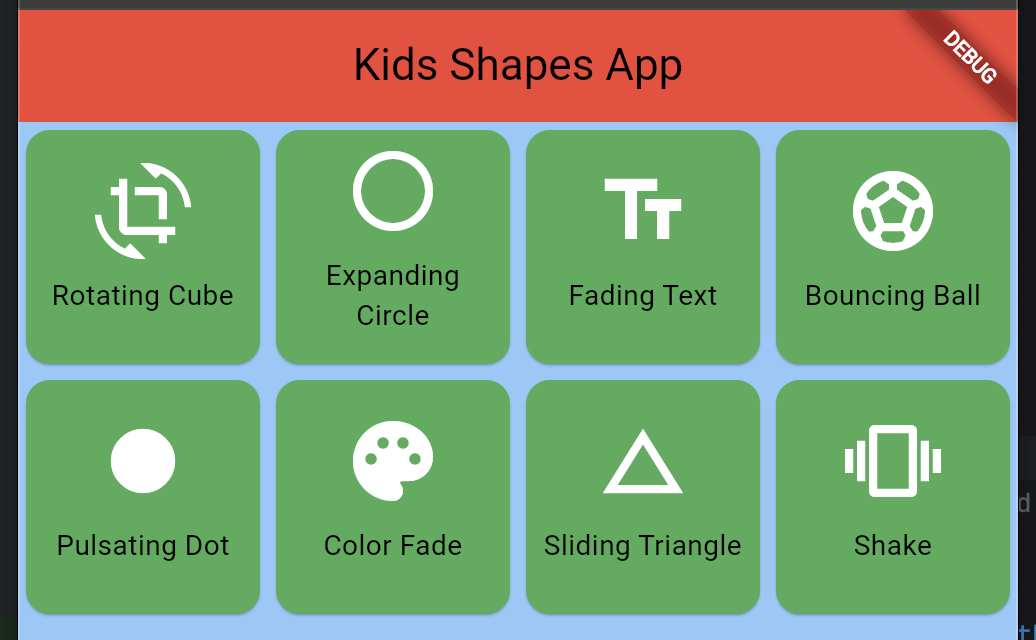 Kids Shapes App
DEBUG
Rotating Cube
Expanding
Circle
Fading Text
Bouncing Ball
Pulsating Dot
Color Fade
Sliding Triangle
Shake
d